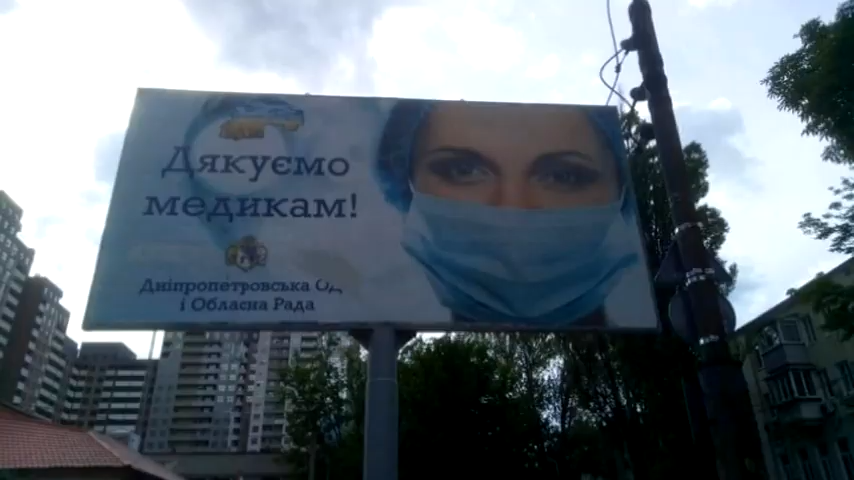 Дякуємо
медикам!
Дніпропетровська ОД
і Обласна Рада